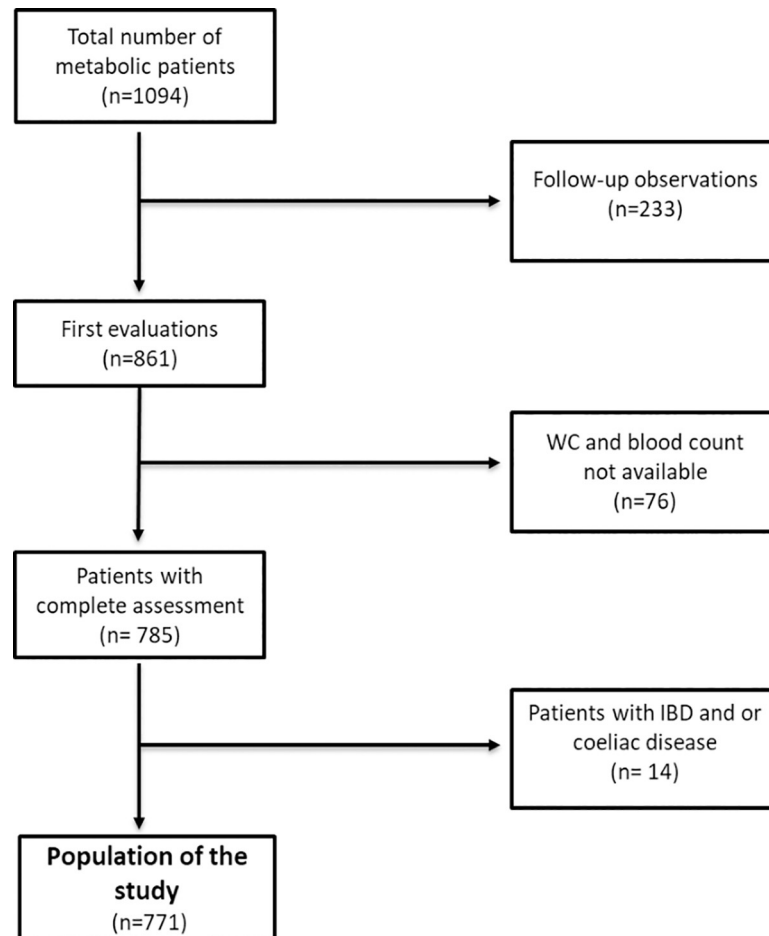 Total number of
metabolic patients
(n=1094)
Follow-up observations
(n=233)
First evaluations
(n=861)
WC and blood count
not available
(n=76)
Patients with
complete assessment
(n= 785)
Patients with IBD and or
coeliac disease
(n= 14)
Population of the
study
(n=771)